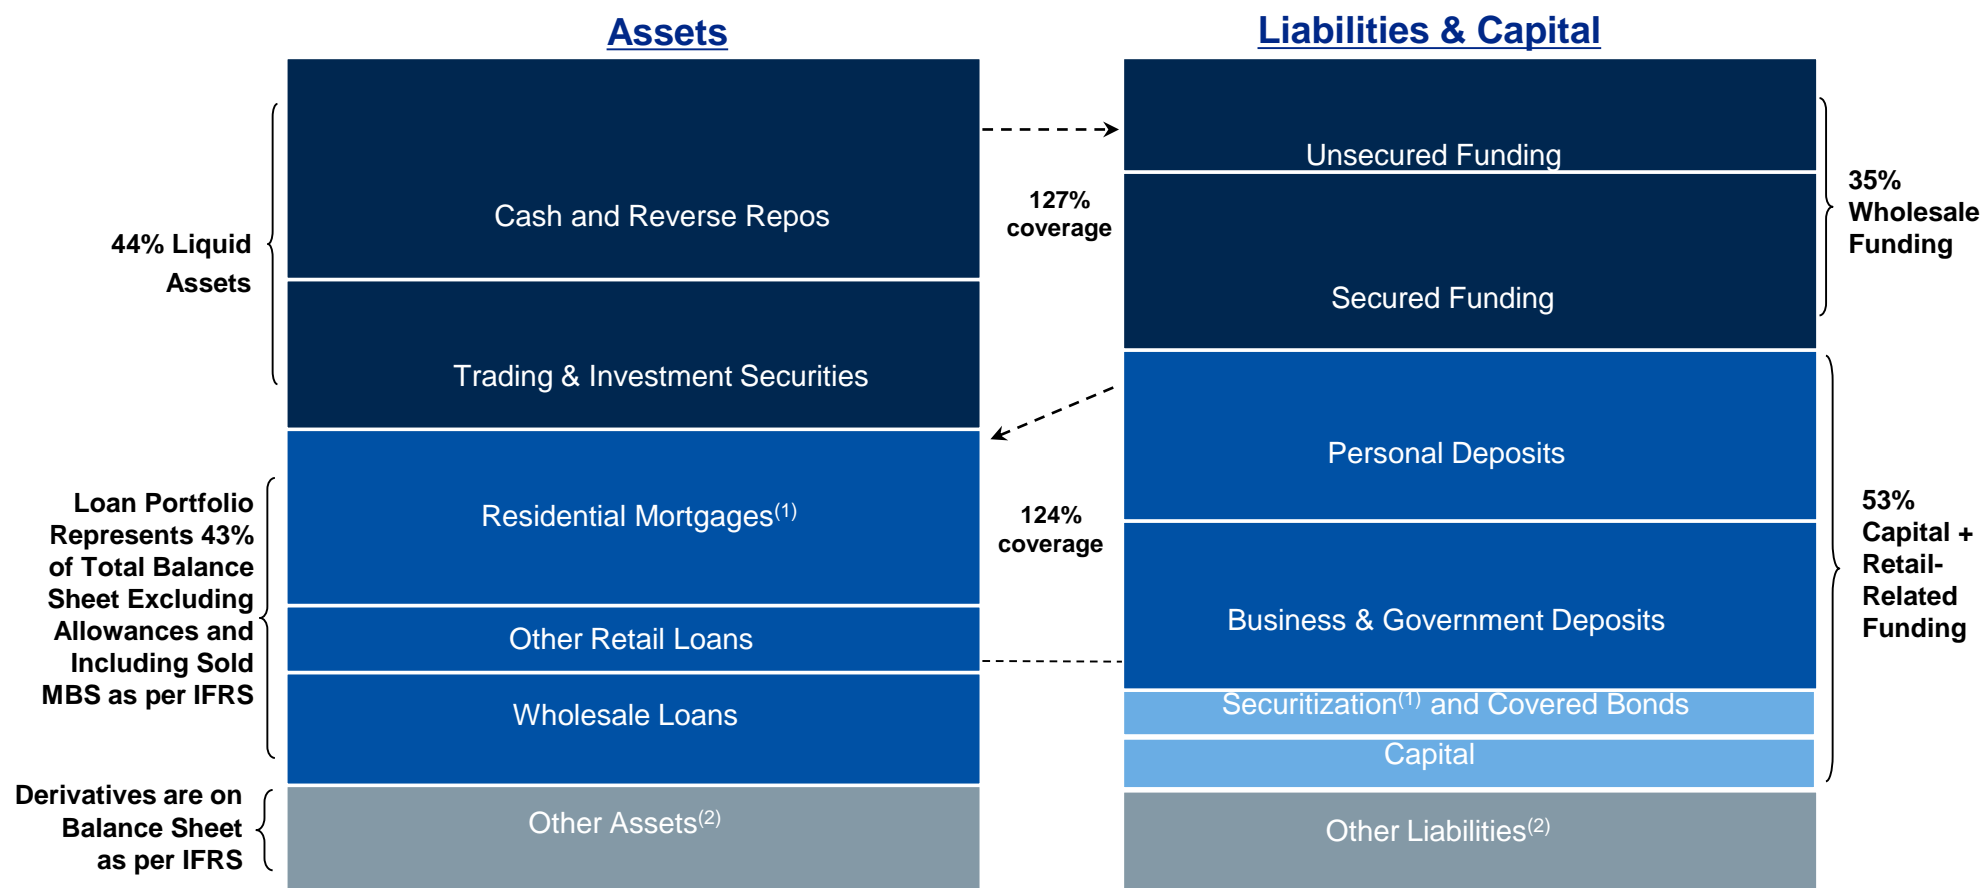 Assets
Liabilities & Capital
44% Liquid
Assets
Cash and Reverse Repos
Trading & Investment Securities
127%
coverage
Unsecured Funding
Secured Funding
35%
Wholesale
Funding
Loan Portfolio
Represents 43%
of Total Balance
Sheet Excluding
Allowances and
Including Sold
MBS as per IFRS
Residential Mortgages(1)
Other Retail Loans
Wholesale Loans
124%
coverage
Personal Deposits
Business & Government Deposits
Securitization(1) and Covered Bonds
Capital
53%
Capital +
Retail-
Related
Funding
Derivatives are on
Balance Sheet
as per IFRS
Other Assets(2)
Other Liabilities(2)